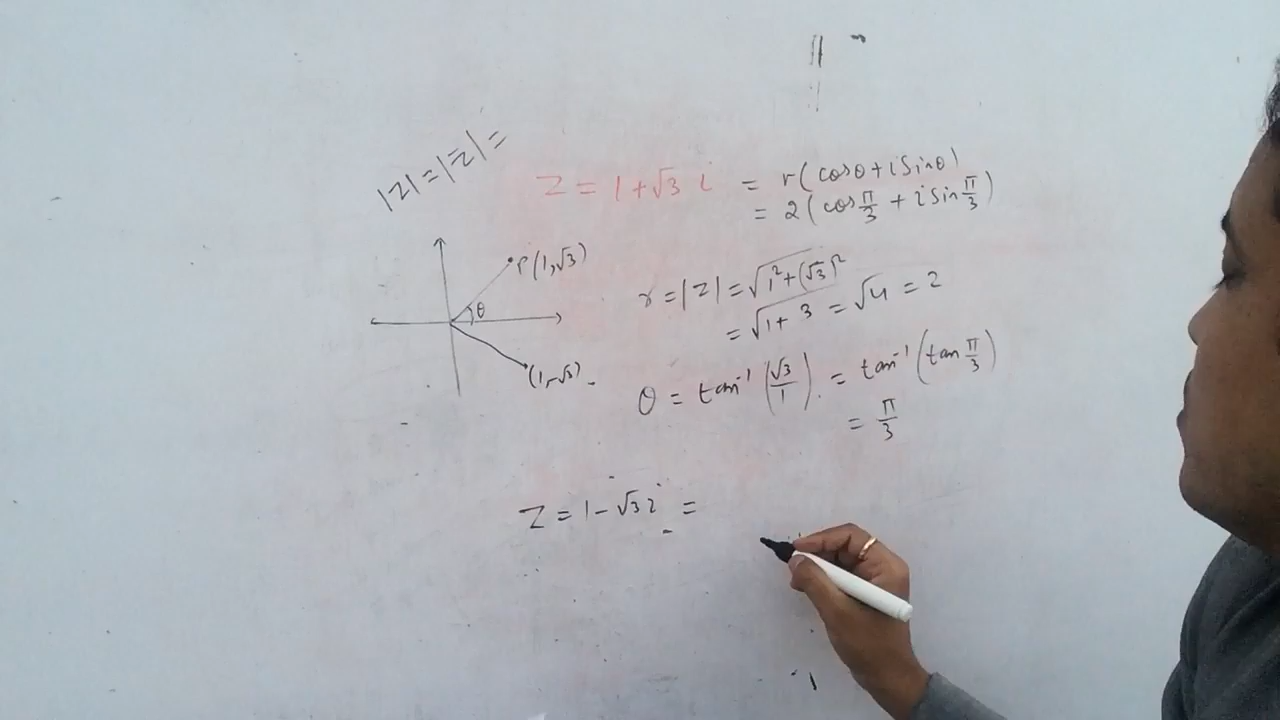 |z| = |z̄| =
Z = 1+√3 i = r(cosθ + i Sinθ)
= 2(cos π/3 + i Sin π/3)
P(1,√3)
θ
(1,-√3)
r = |Z| = √(1² + (√3)²)
= √(1+3) = √4 = 2
θ = tan⁻¹(√3/1) = tan⁻¹(tan π/3)
= π/3
Z = 1 - √3 i =